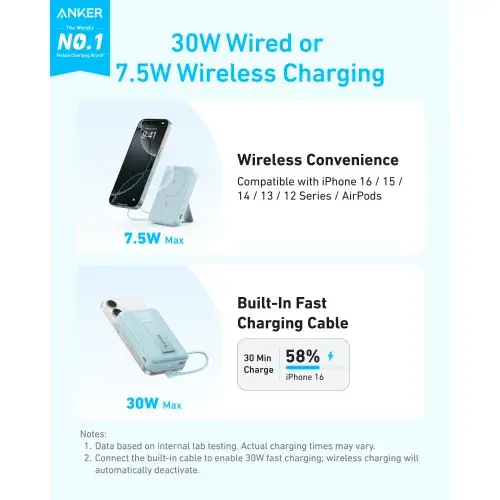 ANKER
The World's
NO.1
Mobile Charging Brand
30W Wired or
7.5W Wireless Charging
9:41
7.5W Max
Wireless Convenience
Compatible with iPhone 16 / 15 /
14 / 13 / 12 Series / AirPods
30W Max
Built-In Fast
Charging Cable
30 Min
Charge
58%
iPhone 16
Notes:
1. Data based on internal lab testing. Actual charging times may vary.
2. Connect the built-in cable to enable 30W fast charging; wireless charging will
automatically deactivate.